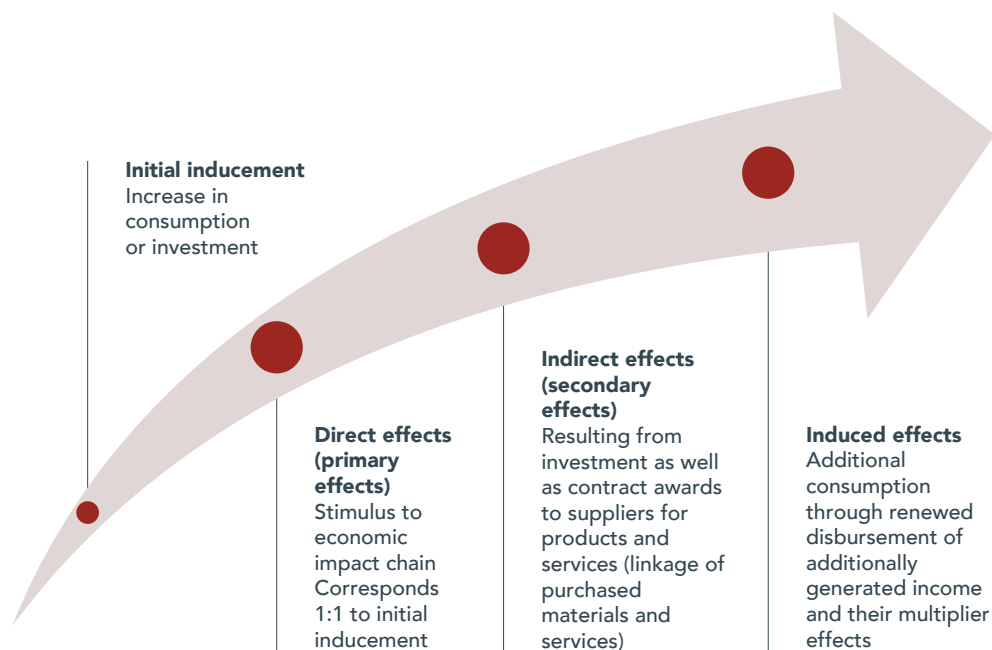 Initial inducement
Increase in
consumption
or investment
Direct effects
(primary
effects)
Stimulus to
economic
impact chain
Corresponds
1:1 to initial
inducement
Indirect effects
(secondary
effects)
Resulting from
investment as well
as contract awards
to suppliers for
products and
services (linkage of
purchased
materials and
services)
Induced effects
Additional
consumption
through renewed
disbursement of
additionally
generated income
and their multiplier
effects